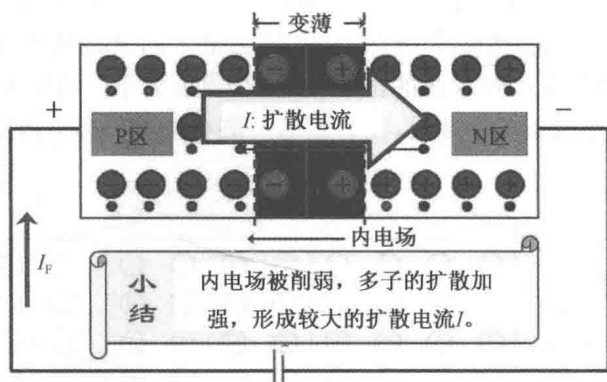 变薄
+
−
P区
I: 扩散电流
N区
内电场
I_F
小结
内电场被削弱，多子的扩散加
强，形成较大的扩散电流I。